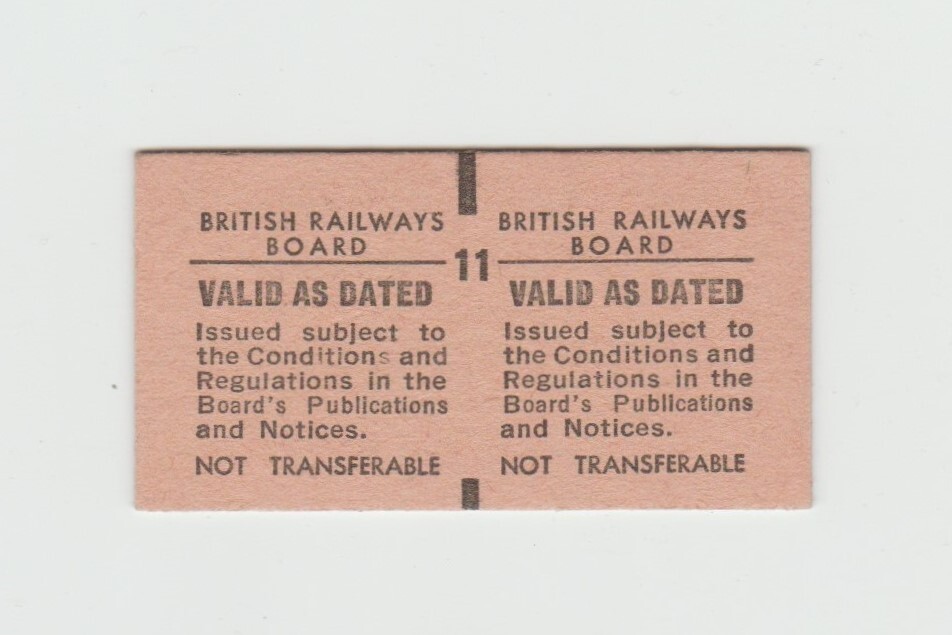 BRITISH RAILWAYS
BOARD
VALID AS DATED
Issued subject to
the Conditions and
Regulations in the
Board's Publications
and Notices.
NOT TRANSFERABLE
11
BRITISH RAILWAYS
BOARD
VALID AS DATED
Issued subject to
the Conditions and
Regulations in the
Board's Publications
and Notices.
NOT TRANSFERABLE